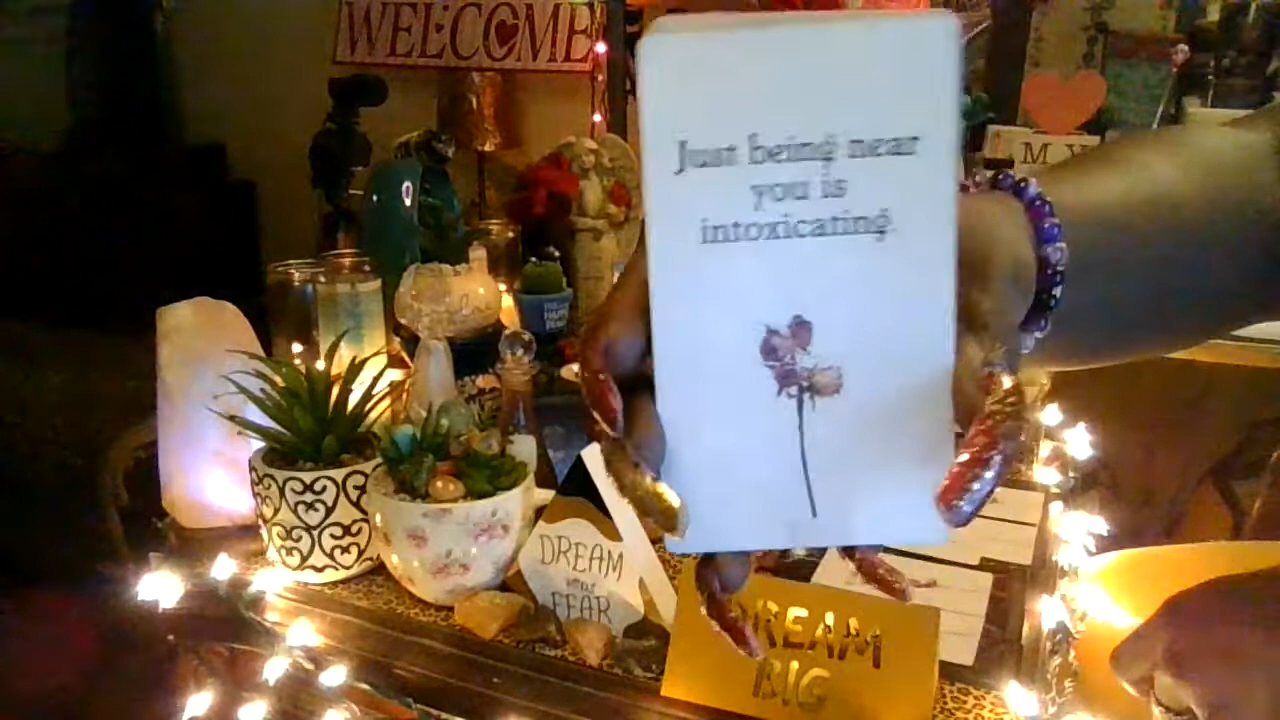 WELCOME
Just being near
you is
intoxicating.
M Y
DREAM
FEAR
DREAM
BIG